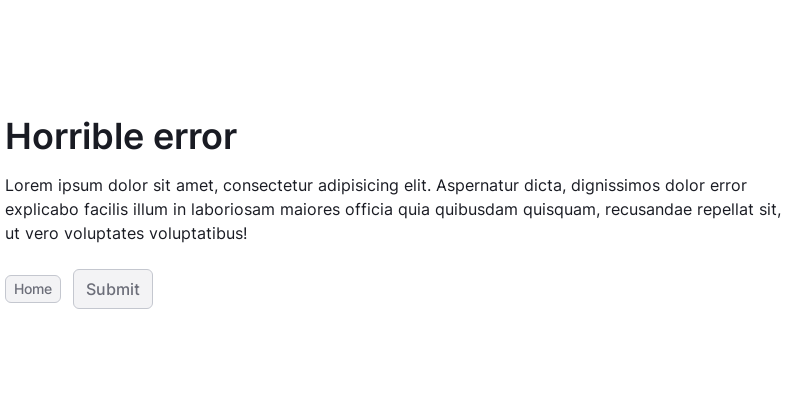 Horrible error
Lorem ipsum dolor sit amet, consectetur adipisicing elit. Aspernatur dicta, dignissimos dolor error
explicabo facilis illum in laboriosam maiores officia quia quibusdam quisquam, recusandae repellat sit,
ut vero voluptates voluptatibus!
Home Submit